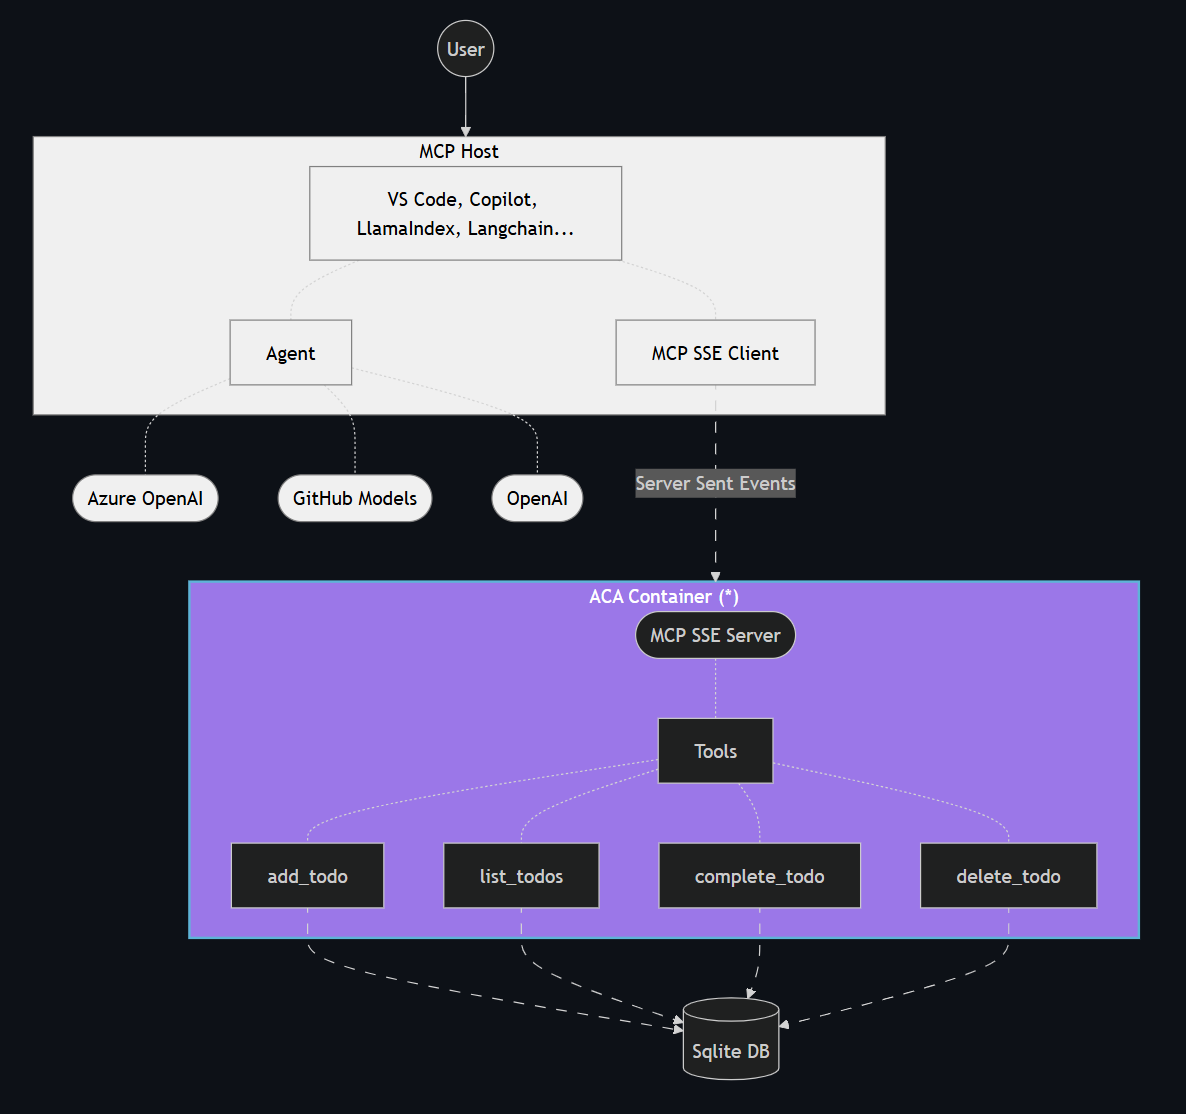 User
MCP Host
VS Code, Copilot,
LlamaIndex, Langchain...
Agent
MCP SSE Client
Azure OpenAI
GitHub Models
OpenAI
Server Sent Events
ACA Container (*)
MCP SSE Server
Tools
add_todo
list_todos
complete_todo
delete_todo
Sqlite DB